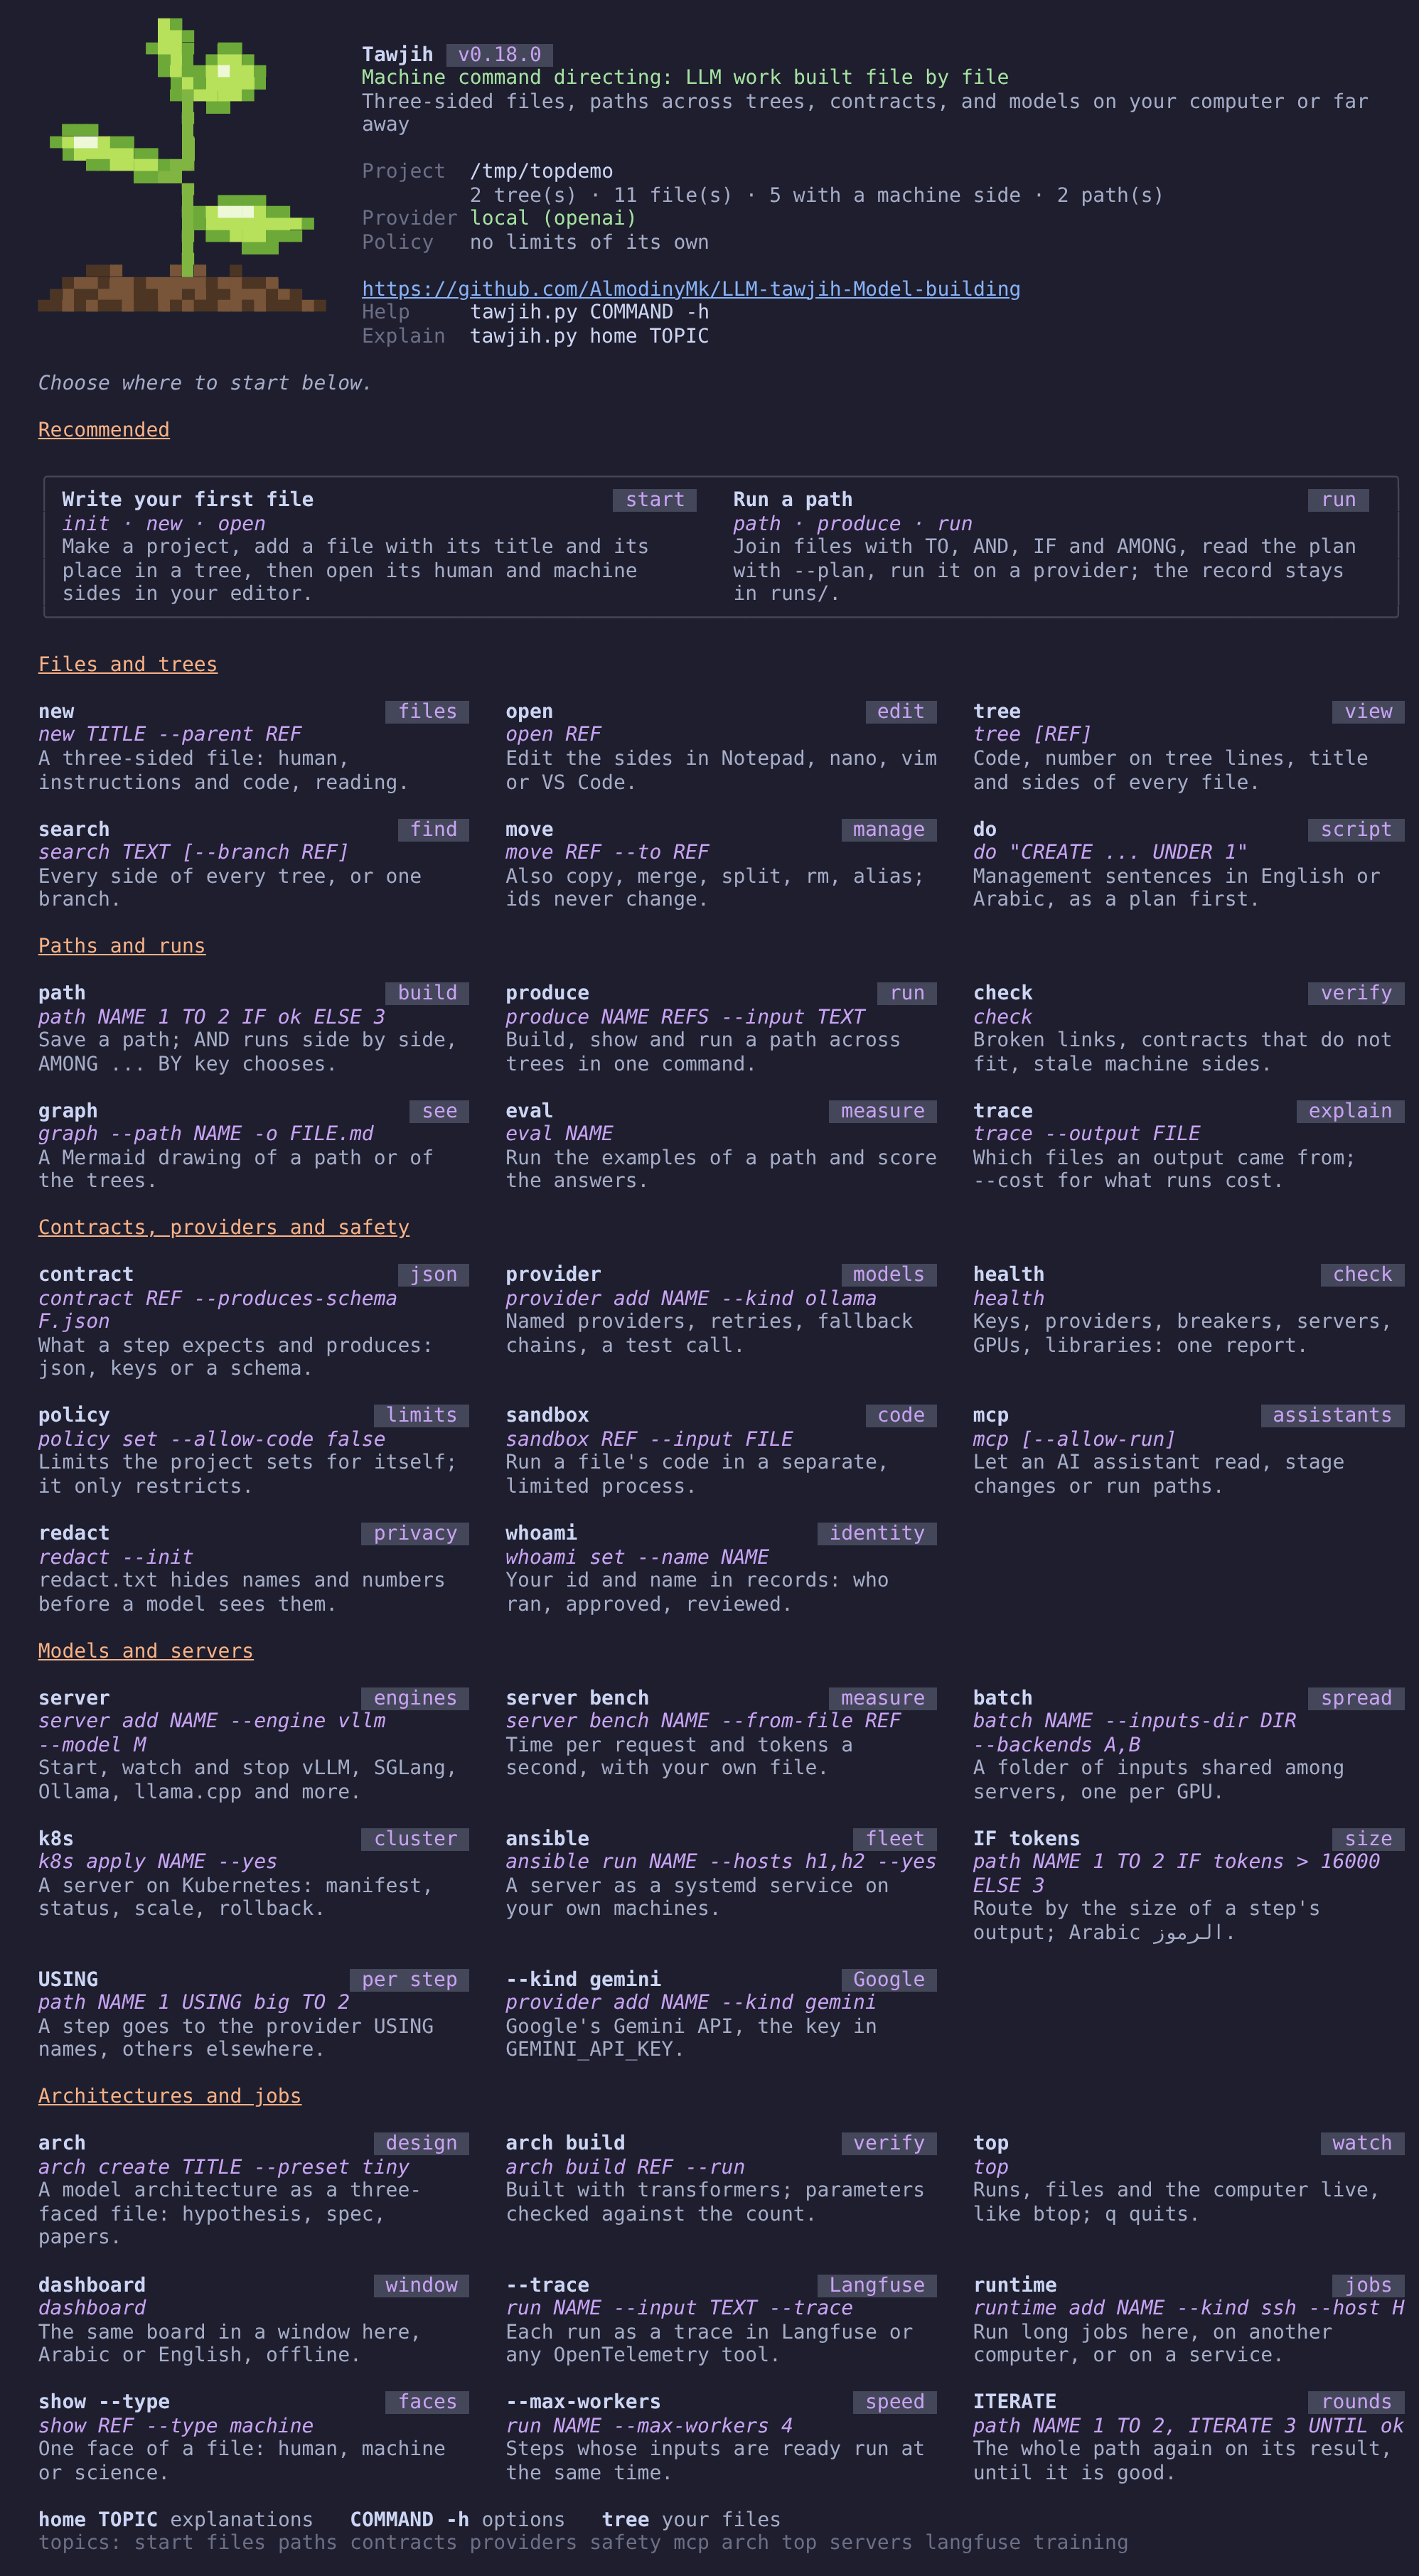 Tawjih v0.18.0
Machine command directing: LLM work built file by file
Three-sided files, paths across trees, contracts, and models on your computer or far
away
Project /tmp/topdemo
2 tree(s) · 11 file(s) · 5 with a machine side · 2 path(s)
Provider local (openai)
Policy no limits of its own
https://github.com/AlmodinyMk/LLM-tawjih-Model-building
Help tawjih.py COMMAND -h
Explain tawjih.py home TOPIC
Choose where to start below.
Recommended
Write your first file start
init · new · open
Make a project, add a file with its title and its
place in a tree, then open its human and machine
sides in your editor.
Run a path run
path · produce · run
Join files with TO, AND, IF and AMONG, read the plan
with --plan, run it on a provider; the record stays
in runs/.
Files and trees
new files
new TITLE --parent REF
A three-sided file: human,
instructions and code, reading.
open edit
open REF
Edit the sides in Notepad, nano, vim
or VS Code.
tree view
tree [REF]
Code, number on tree lines, title
and sides of every file.
search find
search TEXT [--branch REF]
Every side of every tree, or one
branch.
move manage
move REF --to REF
Also copy, merge, split, rm, alias;
ids never change.
do script
do "CREATE ... UNDER 1"
Management sentences in English or
Arabic, as a plan first.
Paths and runs
path build
path NAME 1 TO 2 IF ok ELSE 3
Save a path; AND runs side by side,
AMONG ... BY key chooses.
produce run
produce NAME REFS --input TEXT
Build, show and run a path across
trees in one command.
check verify
check
Broken links, contracts that do not
fit, stale machine sides.
graph see
graph --path NAME -o FILE.md
A Mermaid drawing of a path or of
the trees.
eval measure
eval NAME
Run the examples of a path and score
the answers.
trace explain
trace --output FILE
Which files an output came from;
--cost for what runs cost.
Contracts, providers and safety
contract json
contract REF --produces-schema
F.json
What a step expects and produces:
json, keys or a schema.
provider models
provider add NAME --kind ollama
Named providers, retries, fallback
chains, a test call.
health check
health
Keys, providers, breakers, servers,
GPUs, libraries: one report.
policy limits
policy set --allow-code false
Limits the project sets for itself;
it only restricts.
sandbox code
sandbox REF --input FILE
Run a file's code in a separate,
limited process.
mcp assistants
mcp [--allow-run]
Let an AI assistant read, stage
changes or run paths.
redact privacy
redact --init
redact.txt hides names and numbers
before a model sees them.
whoami identity
whoami set --name NAME
Your id and name in records: who
ran, approved, reviewed.
Models and servers
server engines
server add NAME --engine vllm
--model M
Start, watch and stop vLLM, SGLang,
Ollama, llama.cpp and more.
server bench measure
server bench NAME --from-file REF
Time per request and tokens a
second, with your own file.
batch spread
batch NAME --inputs-dir DIR
--backends A,B
A folder of inputs shared among
servers, one per GPU.
k8s cluster
k8s apply NAME --yes
A server on Kubernetes: manifest,
status, scale, rollback.
ansible fleet
ansible run NAME --hosts h1,h2 --yes
A server as a systemd service on
your own machines.
IF tokens size
path NAME 1 TO 2 IF tokens > 16000
ELSE 3
Route by the size of a step's
output; Arabic الرموز.
USING per step
path NAME 1 USING big TO 2
A step goes to the provider USING
names, others elsewhere.
--kind gemini Google
provider add NAME --kind gemini
Google's Gemini API, the key in
GEMINI_API_KEY.
Architectures and jobs
arch design
arch create TITLE --preset tiny
A model architecture as a three-
faced file: hypothesis, spec,
papers.
arch build verify
arch build REF --run
Built with transformers; parameters
checked against the count.
top watch
top
Runs, files and the computer live,
like btop; q quits.
dashboard window
dashboard
The same board in a window here,
Arabic or English, offline.
--trace Langfuse
run NAME --input TEXT --trace
Each run as a trace in Langfuse or
any OpenTelemetry tool.
runtime jobs
runtime add NAME --kind ssh --host H
Run long jobs here, on another
computer, or on a service.
show --type faces
show REF --type machine
One face of a file: human, machine
or science.
--max-workers speed
run NAME --max-workers 4
Steps whose inputs are ready run at
the same time.
ITERATE rounds
path NAME 1 TO 2, ITERATE 3 UNTIL ok
The whole path again on its result,
until it is good.
home TOPIC explanations COMMAND -h options tree your files
topics: start files paths contracts providers safety mcp arch top servers langfuse training